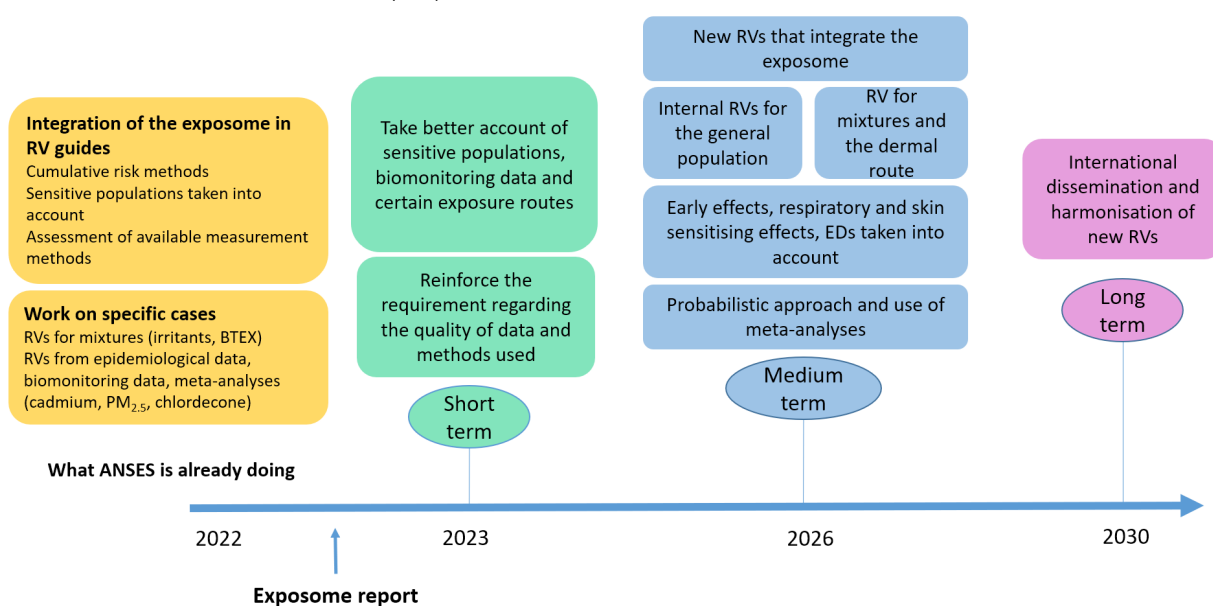 Integration of the exposome in
RV guides
Cumulative risk methods
Sensitive populations taken into
account
Assessment of available measurement
methods
Work on specific cases
RVs for mixtures (irritants, BTEX)
RVs from epidemiological data,
biomonitoring data, meta-analyses
(cadmium, PM2.5, chlordecone)
What ANSES is already doing
Take better account of
sensitive populations,
biomonitoring data and
certain exposure routes
Reinforce the
requirement regarding
the quality of data and
methods used
Short
term
New RVs that integrate the
exposome
Internal RVs for
the general
population
RV for
mixtures and
the dermal
route
Early effects, respiratory and skin
sensitising effects, EDs taken into
account
Probabilistic approach and use of
meta-analyses
Medium
term
International
dissemination and
harmonisation of
new RVs
Long
term
2022
2023
2026
2030
Exposome report